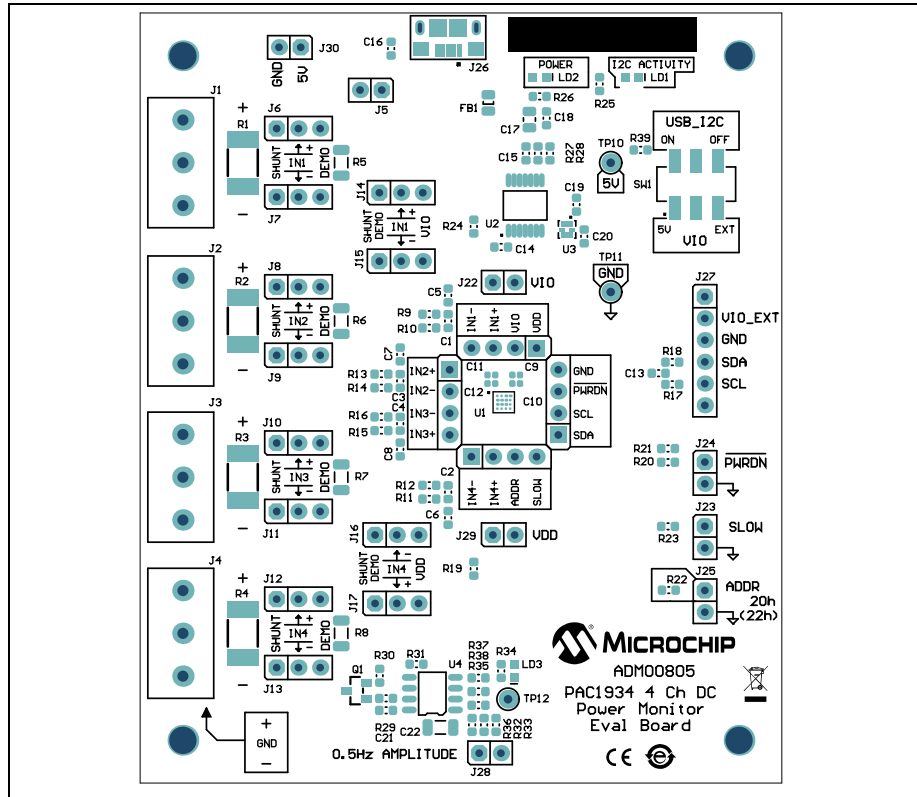 J30
GND
5V
C16
J26
POWER
LD2
I2C ACTIVITY
LD1
J5
FB1
R26
R25
C17
C18
J1
+
R1
−
J6
SHUNT
+
IN1
−
DEMO
R5
J7
C15
R27
R28
TP10
5V
R39
USB_I2C
ON
OFF
SW1
5V
EXT
VIO
J14
SHUNT
DEMO
+
IN1
−
VIO
J15
R24
U2
C14
C19
U3
C20
TP11
GND
J2
+
R2
−
J8
SHUNT
+
IN2
−
DEMO
R6
J9
J22
VIO
C5
R9
R10
C1
IN1-
IN1+
VIO
VDD
J27
VIO_EXT
GND
SDA
SCL
C7
R13
R14
C3
C4
R16
R15
C8
IN2+
IN2-
IN3-
IN3+
C11
C9
C12
U1
C10
GND
PWRDN
SCL
SDA
R18
C13
R17
J3
+
R3
−
J10
SHUNT
+
IN3
−
DEMO
R7
J11
C2
R12
R11
C6
IN4-
IN4+
ADDR
SLOW
R21
R20
J24
PWRDN
J23
SLOW
R23
J16
SHUNT
DEMO
−
IN4
+
VDD
J17
J29
VDD
R19
J25
R22
ADDR
20h
(22h)
J4
+
R4
−
J12
SHUNT
+
IN4
−
DEMO
R8
J13
Q1
R30
R31
U4
R37
R38
R35
R34
LD3
TP12
R29
C21
C22
R36
R32
R33
0.5Hz AMPLITUDE
J28
+
GND
−
MICROCHIP
ADM00805
PAC1934 4 Ch DC
Power Monitor
Eval Board
CE
e